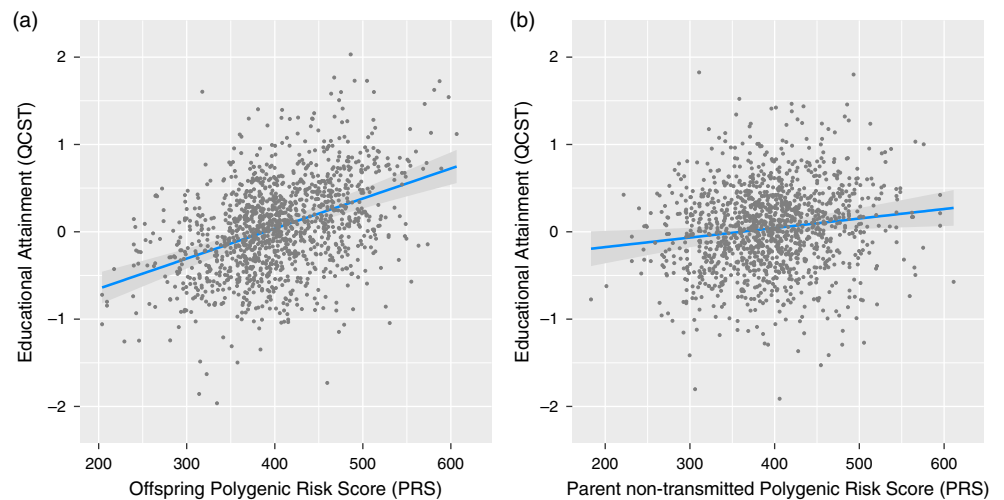 (a)
Educational Attainment (QCST)
2
1
0
−1
−2
200 300 400 500 600
Offspring Polygenic Risk Score (PRS)
(b)
Educational Attainment (QCST)
2
1
0
−1
−2
200 300 400 500 600
Parent non-transmitted Polygenic Risk Score (PRS)